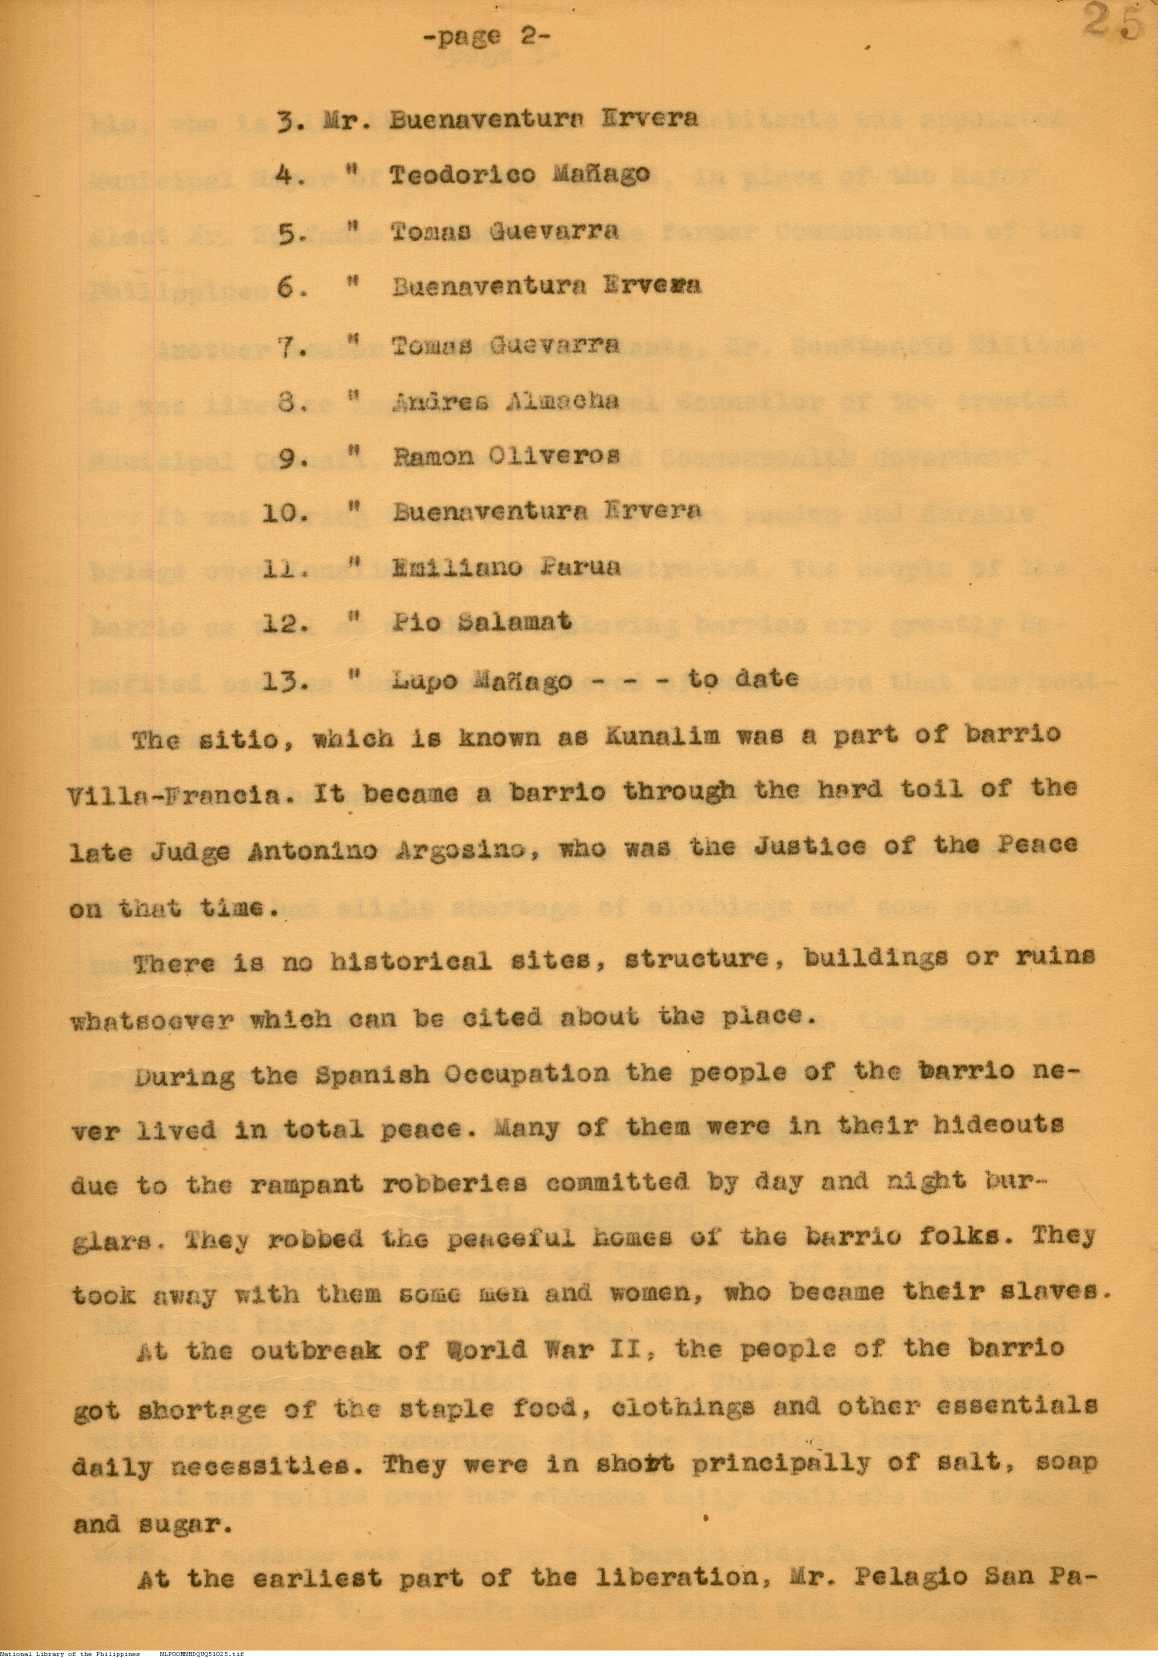 25
-page 2-
3. Mr. Buenaventura Ervera
4. " Teodorico Mañago
5. " Tomas Guevarra
6. " Buenaventura Ervera
7. " Tomas Guevarra
8. " Andres Almacha
9. " Ramon Oliveros
10. " Buenaventura Ervera
11. " Emiliano Parua
12. " Pio Salamat
13. " Lupo Mañago - - - to date
The sitio, which is known as Kunalim was a part of barrio
Villa-Francia. It became a barrio through the hard toil of the
late Judge Antonino Argosino, who was the Justice of the Peace
on that time.
There is no historical sites, structure, buildings or ruins
whatsoever which can be cited about the place.
During the Spanish Occupation the people of the barrio ne-
ver lived in total peace. Many of them were in their hideouts
due to the rampant robberies committed by day and night bur-
glars. They robbed the peaceful homes of the barrio folks. They
took away with them some men and women, who became their slaves.
At the outbreak of World War II, the people of the barrio
got shortage of the staple food, clothings and other essentials
daily necessities. They were in short principally of salt, soap
and sugar.
At the earliest part of the liberation, Mr. Pelagio San Pa-
National Library of the Philippines